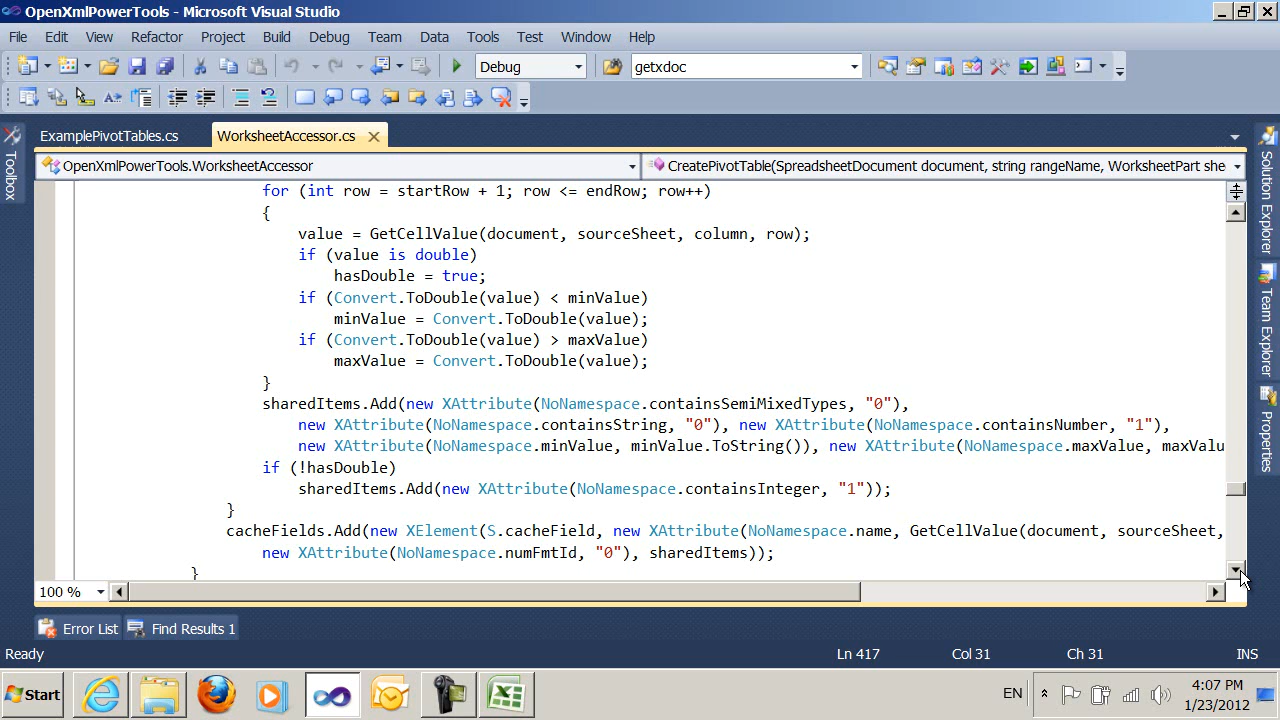 OpenXmlPowerTools - Microsoft Visual Studio
File Edit View Refactor Project Build Debug Team Data Tools Test Window Help
Debug getxdoc
ExamplePivotTables.cs WorksheetAccessor.cs
OpenXmlPowerTools.WorksheetAccessor CreatePivotTable(SpreadsheetDocument document, string rangeName, WorksheetPart she
Toolbox
for (int row = startRow + 1; row <= endRow; row++)
{
value = GetCellValue(document, sourceSheet, column, row);
if (value is double)
hasDouble = true;
if (Convert.ToDouble(value) < minValue)
minValue = Convert.ToDouble(value);
if (Convert.ToDouble(value) > maxValue)
maxValue = Convert.ToDouble(value);
}
sharedItems.Add(new XAttribute(NoNamespace.containsSemiMixedTypes, "0"),
new XAttribute(NoNamespace.containsString, "0"), new XAttribute(NoNamespace.containsNumber, "1"),
new XAttribute(NoNamespace.minValue, minValue.ToString()), new XAttribute(NoNamespace.maxValue, maxValu
if (!hasDouble)
sharedItems.Add(new XAttribute(NoNamespace.containsInteger, "1"));
}
cacheFields.Add(new XElement(S.cacheField, new XAttribute(NoNamespace.name, GetCellValue(document, sourceSheet,
new XAttribute(NoNamespace.numFmtId, "0"), sharedItems));
}
Solution Explorer
Team Explorer
Properties
100 %
Error List Find Results 1
Ready Ln 417 Col 31 Ch 31 INS
Start EN 4:07 PM
1/23/2012